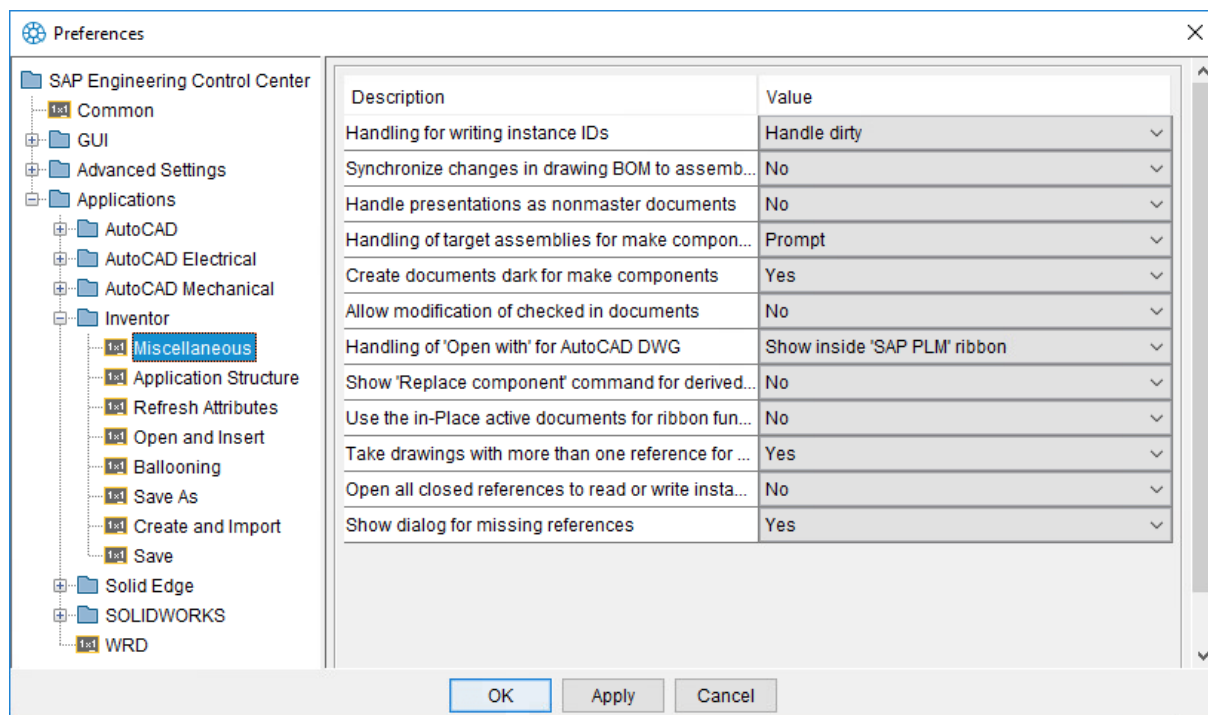 Preferences
SAP Engineering Control Center
Common
GUI
Advanced Settings
Applications
AutoCAD
AutoCAD Electrical
AutoCAD Mechanical
Inventor
Miscellaneous
Application Structure
Refresh Attributes
Open and Insert
Ballooning
Save As
Create and Import
Save
Solid Edge
SOLIDWORKS
WRD
Description Value
Handling for writing instance IDs Handle dirty
Synchronize changes in drawing BOM to assemb... No
Handle presentations as nonmaster documents No
Handling of target assemblies for make compon... Prompt
Create documents dark for make components Yes
Allow modification of checked in documents No
Handling of 'Open with' for AutoCAD DWG Show inside 'SAP PLM' ribbon
Show 'Replace component' command for derived... No
Use the in-Place active documents for ribbon fun... No
Take drawings with more than one reference for ... Yes
Open all closed references to read or write insta... No
Show dialog for missing references Yes
OK Apply Cancel